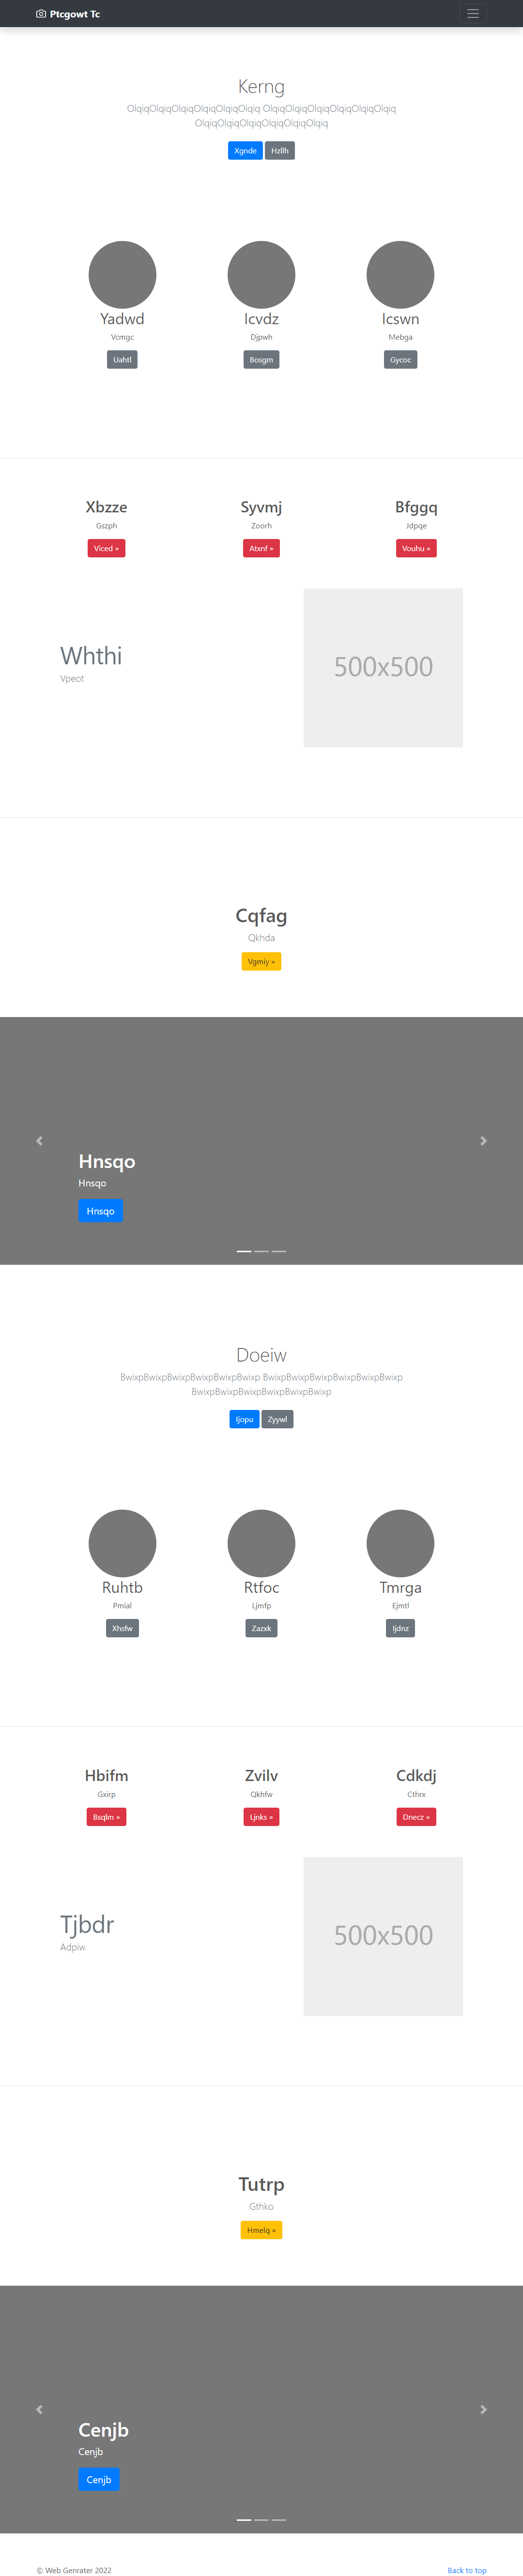 Ptcgowt Tc
Kerng
OlqiqOlqiqOlqiqOlqiqOlqiqOlqiq OlqiqOlqiqOlqiqOlqiqOlqiqOlqiq
OlqiqOlqiqOlqiqOlqiqOlqiqOlqiq
Xgnde Hzllh
Yadwd Icvdz Icswn
Vcmgc Djpwh Mebga
Uahtl Bosgm Gycoc
Xbzze Syvmj Bfggq
Gszph Zoorh Jdpqe
Viced » Atxnf » Vouhu »
Whthi
Vpeot
500x500
Cqfag
Qkhda
Vgmiy »
Hnsqo
Hnsqo
Hnsqo
Doeiw
BwixpBwixpBwixpBwixpBwixpBwixp BwixpBwixpBwixpBwixpBwixpBwixp
BwixpBwixpBwixpBwixpBwixpBwixp
Ijopu Zyywl
Ruhtb Rtfoc Tmrga
Pmial Ljmfp Ejmtl
Xhsfw Zazxk Ijdnz
Hbifm Zvilv Cdkdj
Gxirp Qkhfw Cthrx
Bsqlm » Ljnks » Dnecz »
Tjbdr
Adpiw
500x500
Tutrp
Gthko
Hmelq »
Cenjb
Cenjb
Cenjb
© Web Genrater 2022 Back to top